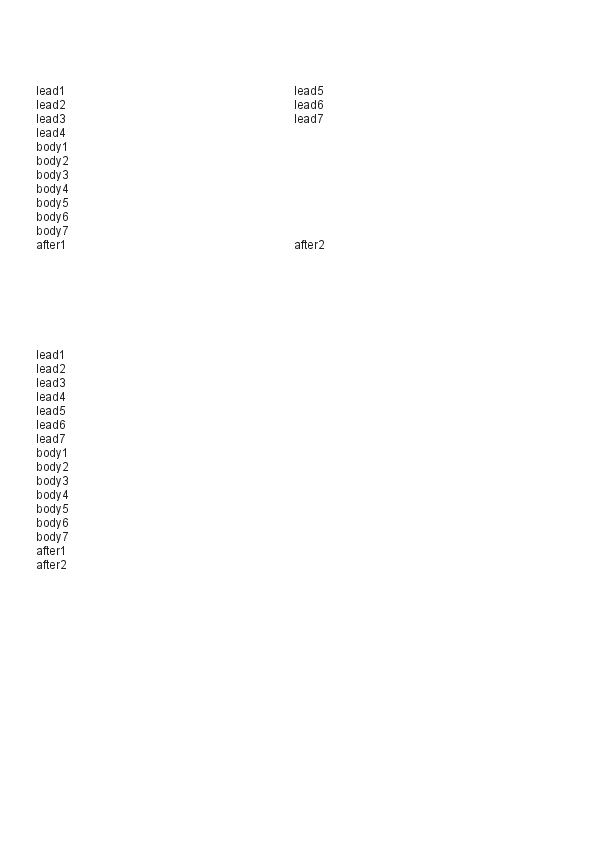 lead1
lead2
lead3
lead4
lead5
lead6
lead7
body1
body2
body3
body4
body5
body6
body7
after1
after2
lead1
lead2
lead3
lead4
lead5
lead6
lead7
body1
body2
body3
body4
body5
body6
body7
after1
after2